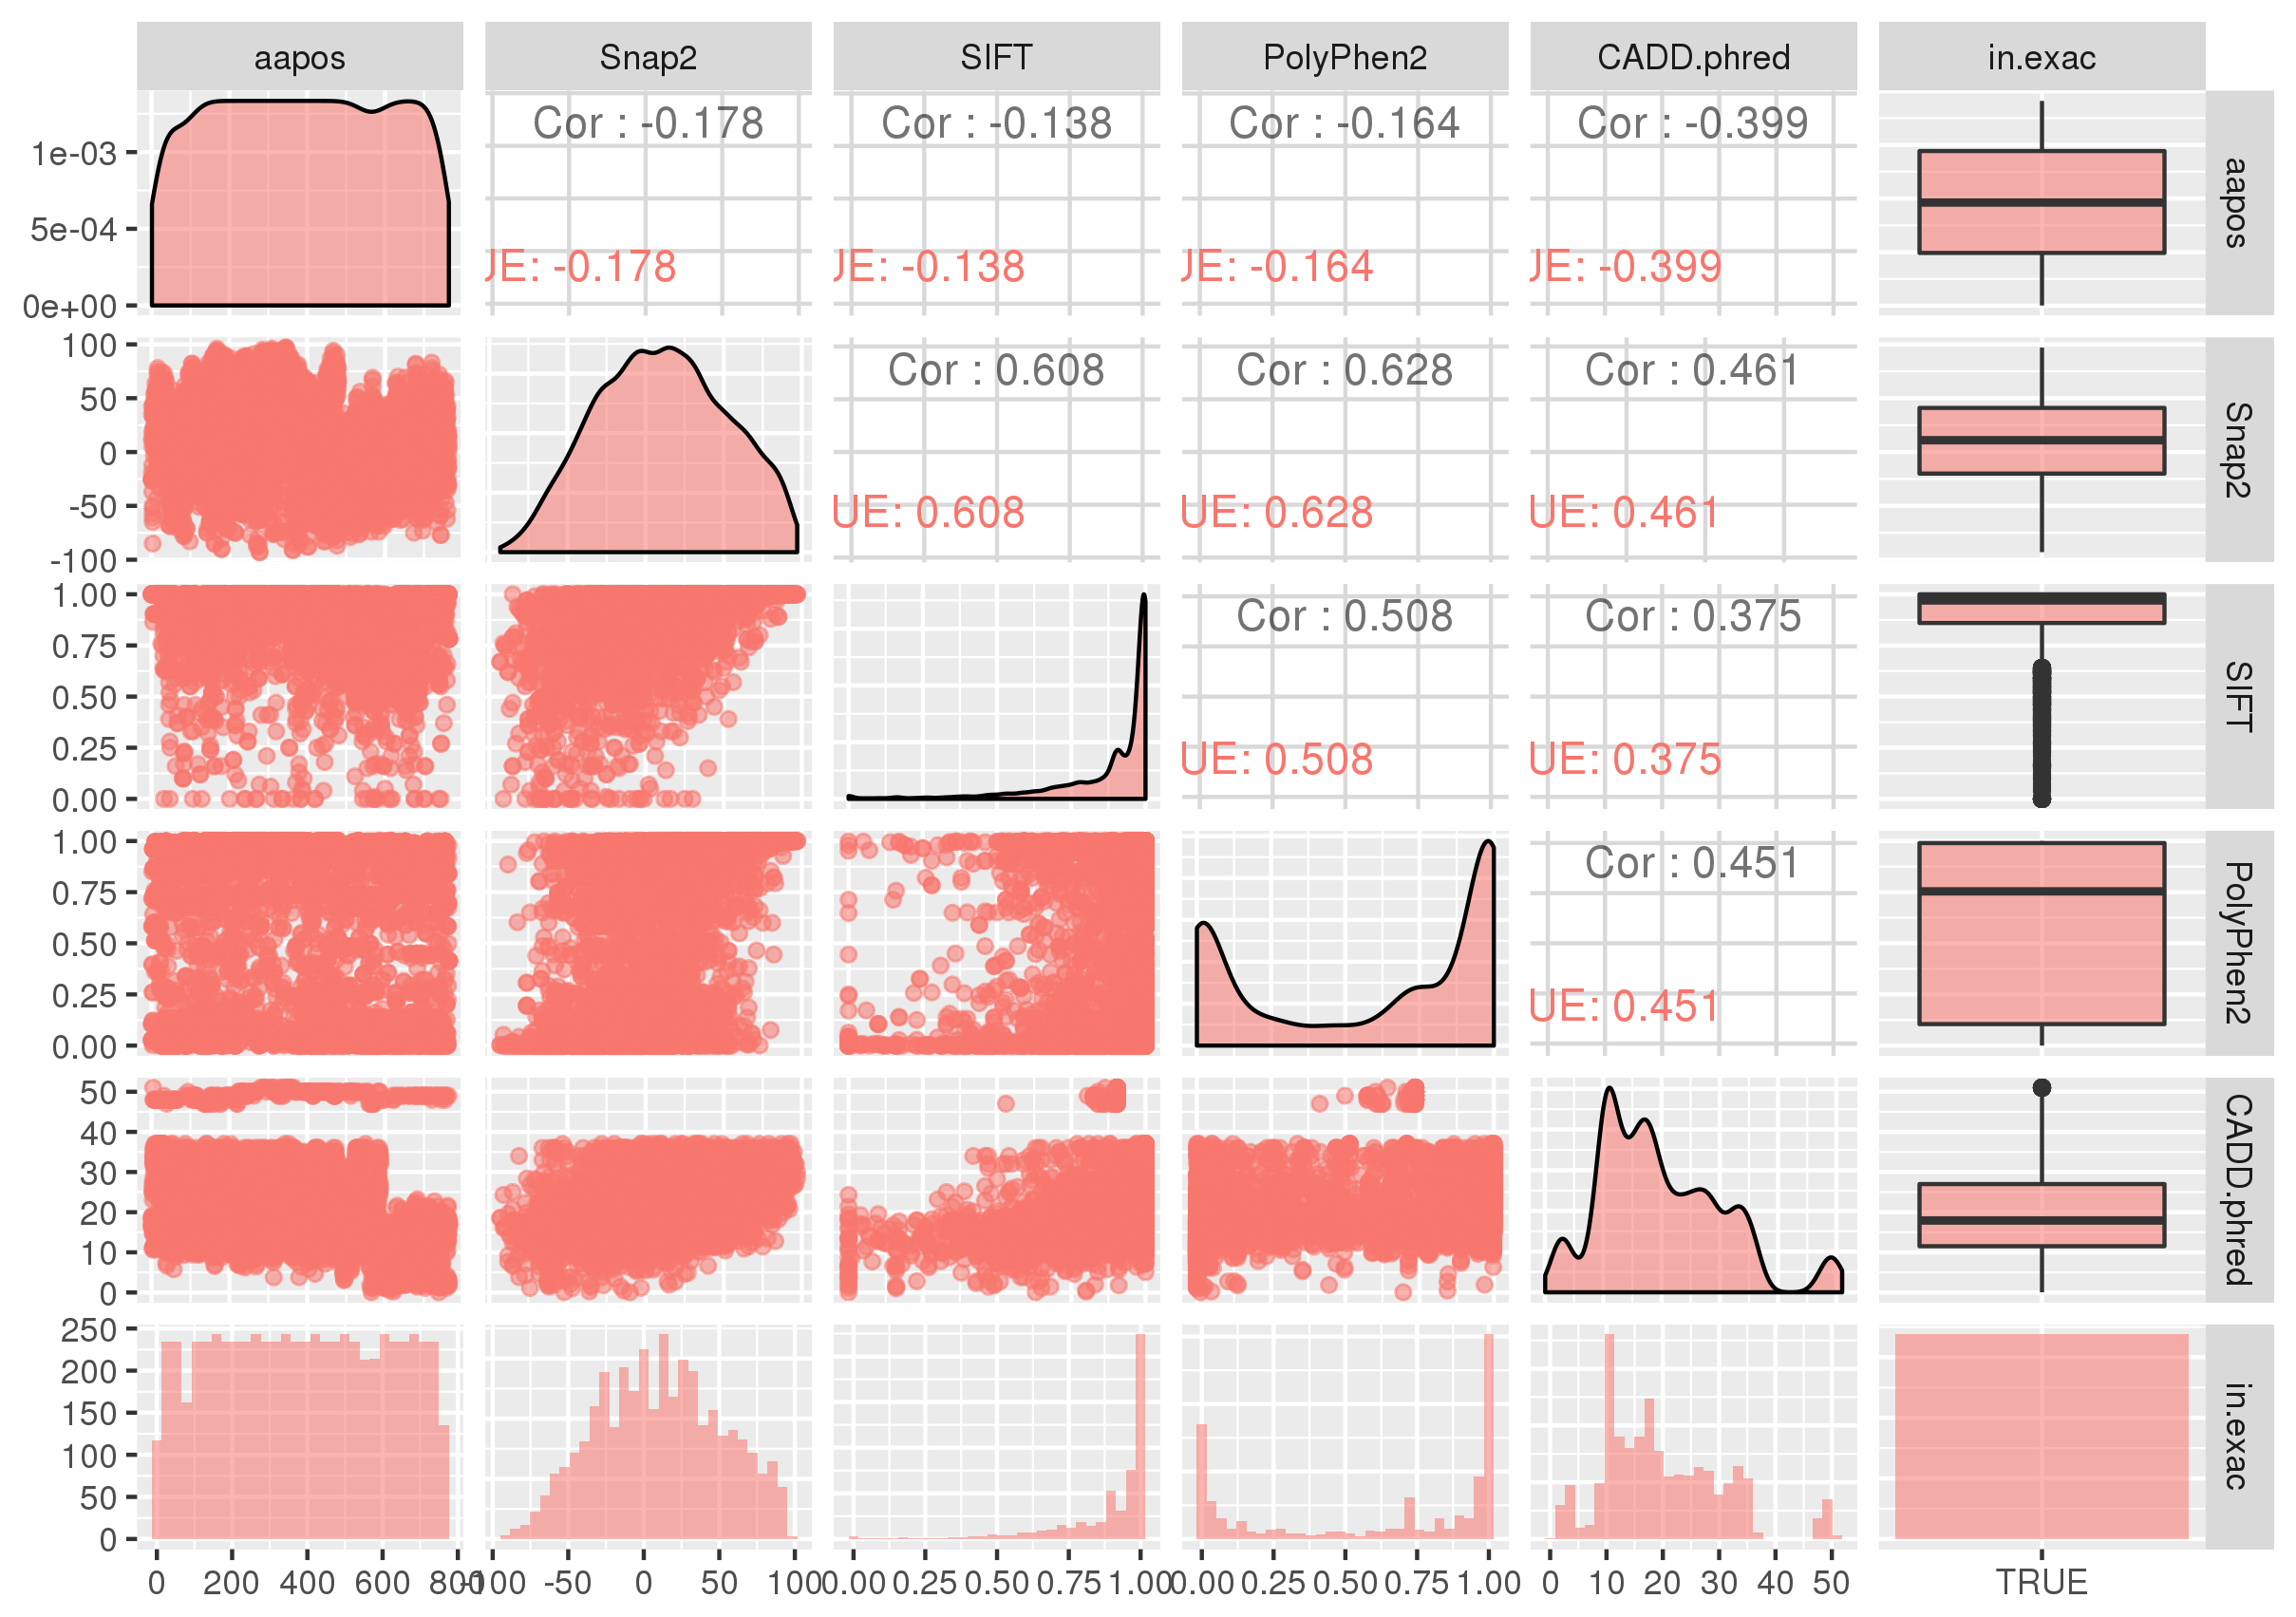 aapos Snap2 SIFT PolyPhen2 CADD.phred in.exac
Cor : -0.178 Cor : -0.138 Cor : -0.164 Cor : -0.399
1e-03
aapos
5e-04
UE: -0.178 UE: -0.138 UE: -0.164 UE: -0.399
0e+00
100
Cor : 0.608 Cor : 0.628 Cor : 0.461
50
Snap2
0
-50
UE: 0.608 UE: 0.628 UE: 0.461
-100
1.00
Cor : 0.508 Cor : 0.375
0.75
SIFT
0.50
0.25
UE: 0.508 UE: 0.375
0.00
1.00
Cor : 0.451
0.75
PolyPhen2
0.50
0.25
UE: 0.451
0.00
50
40
CADD.phred
30
20
10
0
250
200
in.exac
150
100
50
0
0 200 400 600 800 -100 -50 0 50 100 0.00 0.25 0.50 0.75 1.00 0.00 0.25 0.50 0.75 1.00 0 10 20 30 40 50 TRUE